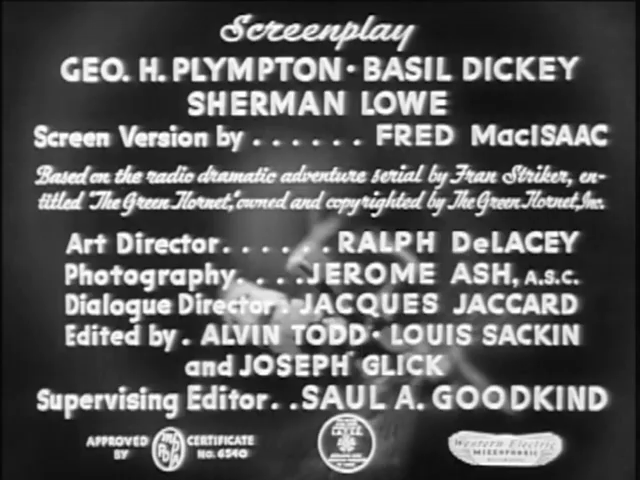 Screenplay
GEO. H. PLYMPTON · BASIL DICKEY
SHERMAN LOWE
Screen Version by . . . . . . FRED MacISAAC
Based on the radio dramatic adventure serial by Fran Striker, en-
titled "The Green Hornet," owned and copyrighted by The Green Hornet, Inc.
Art Director. . . . . . RALPH DeLACEY
Photography. . . . JEROME ASH, A.S.C.
Dialogue Director. JACQUES JACCARD
Edited by . ALVIN TODD · LOUIS SACKIN
and JOSEPH GLICK
Supervising Editor. . SAUL A. GOODKIND
APPROVED BY
CERTIFICATE No. 6540
Western Electric
MIRROPHONIC